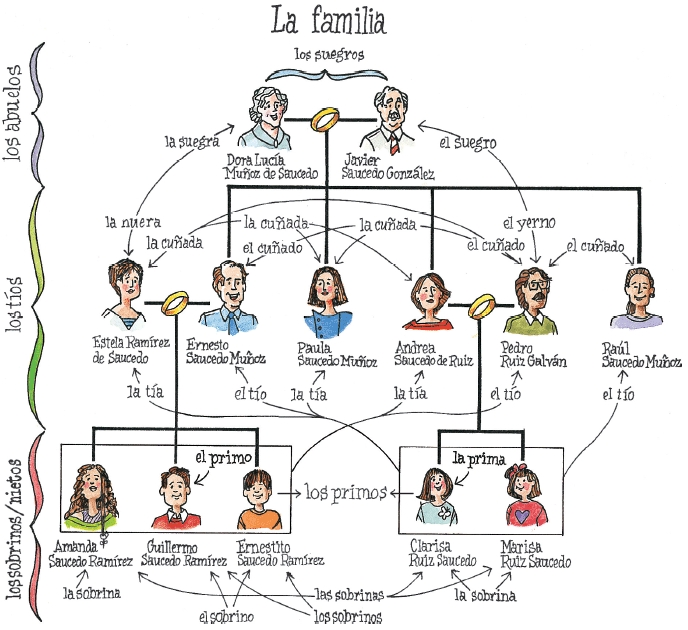 La familia
los suegros
los abuelos
la suegra
el suegro
Dora Lucía
Muñoz de Saucedo
Javier
Saucedo González
la nuera
la cuñada
la cuñada
el yerno
la cuñada
el cuñado
el cuñado
el cuñado
los tíos
Estela Ramírez
de Saucedo
Ernesto
Saucedo Muñoz
Paula
Saucedo Muñoz
Andrea
Saucedo de Ruiz
Pedro
Ruiz Galván
Raúl
Saucedo Muñoz
la tía
el tío
la tía
la tía
el tío
el tío
el primo
la prima
los primos
los sobrinos/nietos
Amanda
Saucedo Ramírez
Guillermo
Saucedo Ramírez
Ernestito
Saucedo Ramírez
Clarisa
Ruiz Saucedo
Marisa
Ruiz Saucedo
la sobrina
las sobrinas
la sobrina
el sobrino
los sobrinos